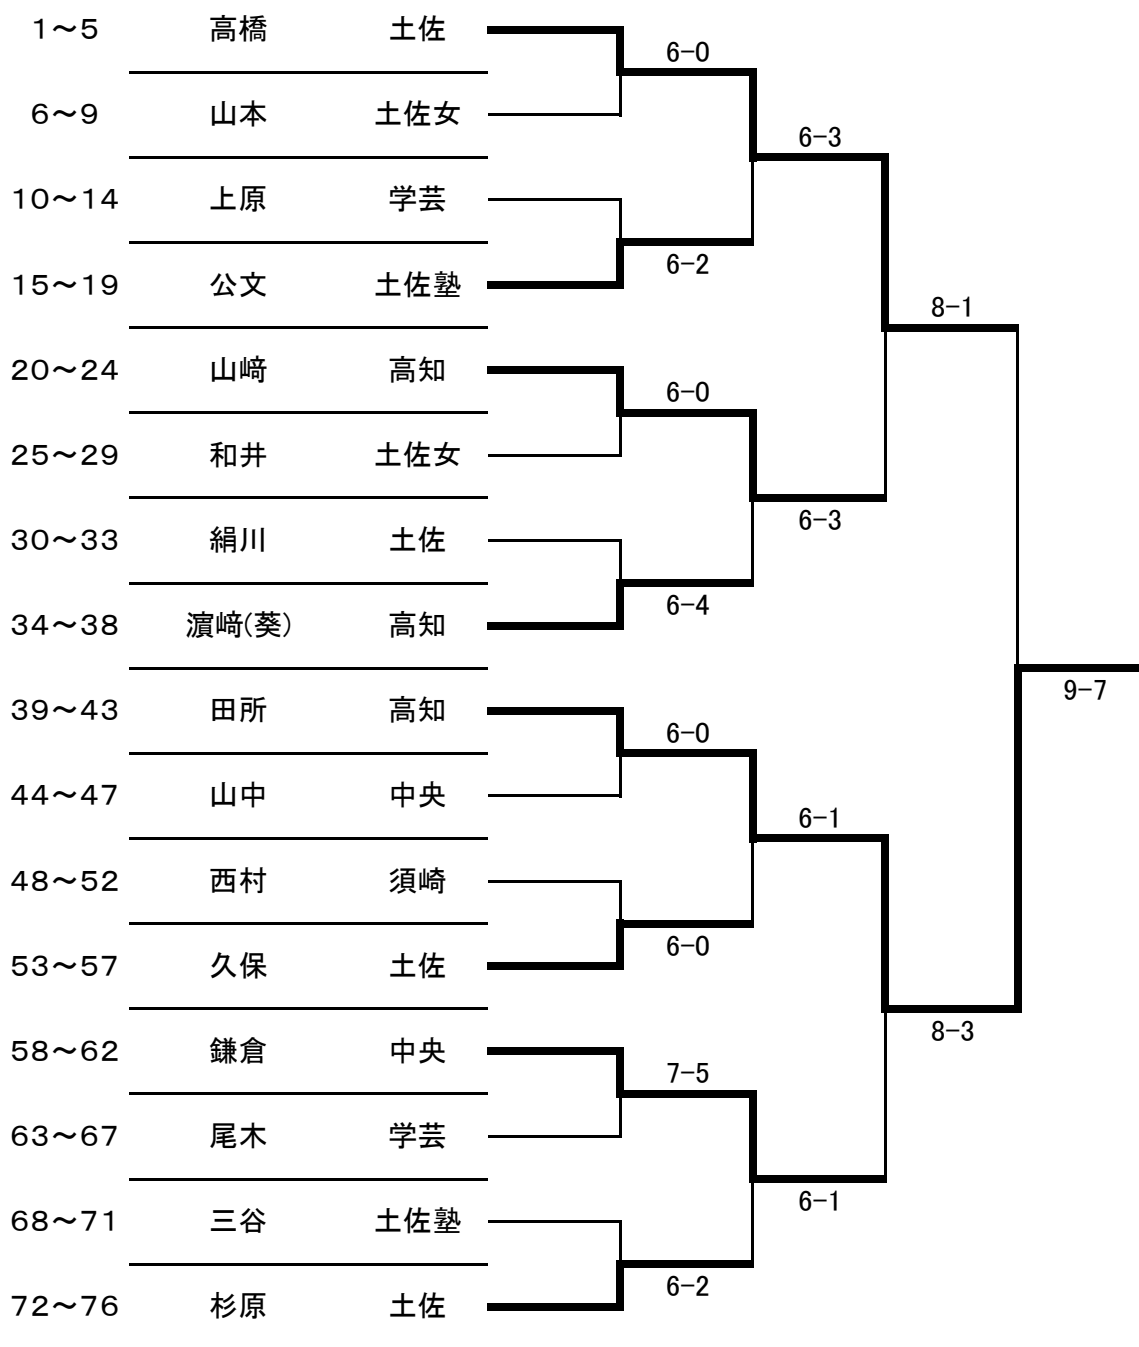 1～5 高橋 土佐
6-0
6～9 山本 土佐女
6-3
10～14 上原 学芸
6-2
15～19 公文 土佐塾
8-1
20～24 山﨑 高知
6-0
25～29 和井 土佐女
6-3
30～33 絹川 土佐
6-4
34～38 濵﨑(葵) 高知
9-7
39～43 田所 高知
6-0
44～47 山中 中央
6-1
48～52 西村 須崎
6-0
53～57 久保 土佐
8-3
58～62 鎌倉 中央
7-5
63～67 尾木 学芸
6-1
68～71 三谷 土佐塾
6-2
72～76 杉原 土佐